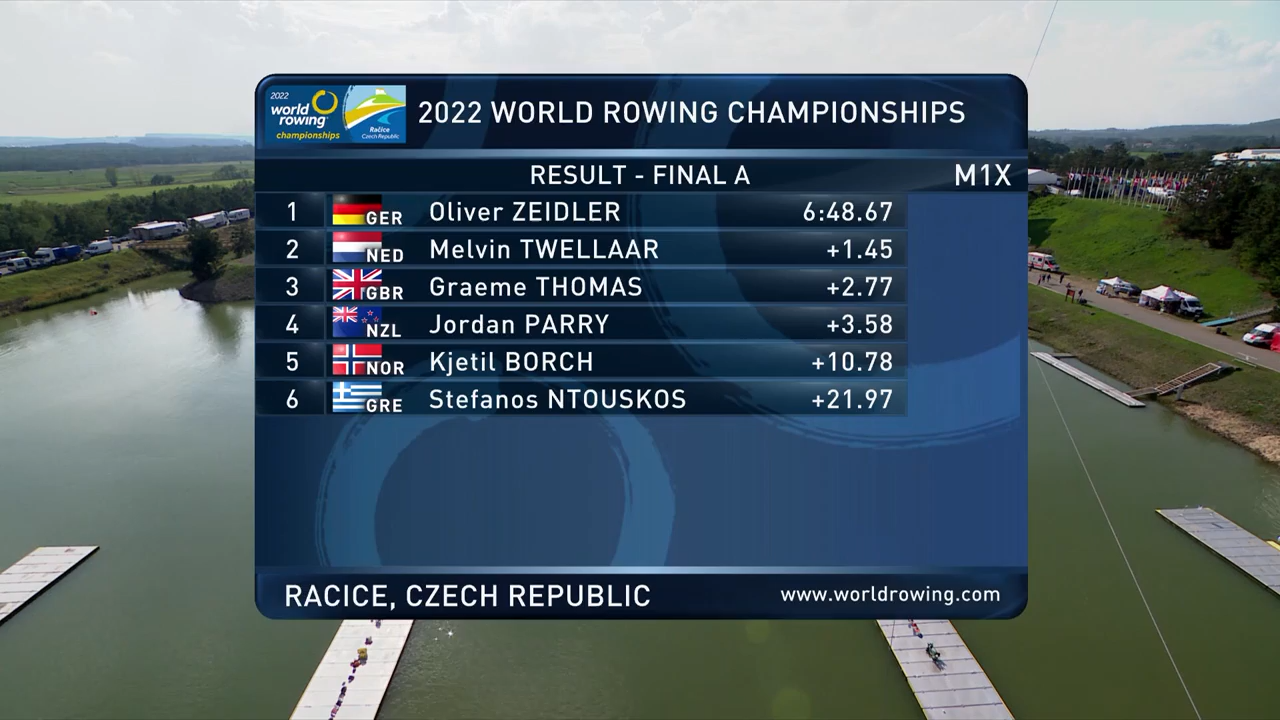 2022
world
rowing
championships
Račice
Czech Republic
2022 WORLD ROWING CHAMPIONSHIPS
RESULT - FINAL A M1X
1 GER Oliver ZEIDLER 6:48.67
2 NED Melvin TWELLAAR +1.45
3 GBR Graeme THOMAS +2.77
4 NZL Jordan PARRY +3.58
5 NOR Kjetil BORCH +10.78
6 GRE Stefanos NTOUSKOS +21.97
RACICE, CZECH REPUBLIC www.worldrowing.com